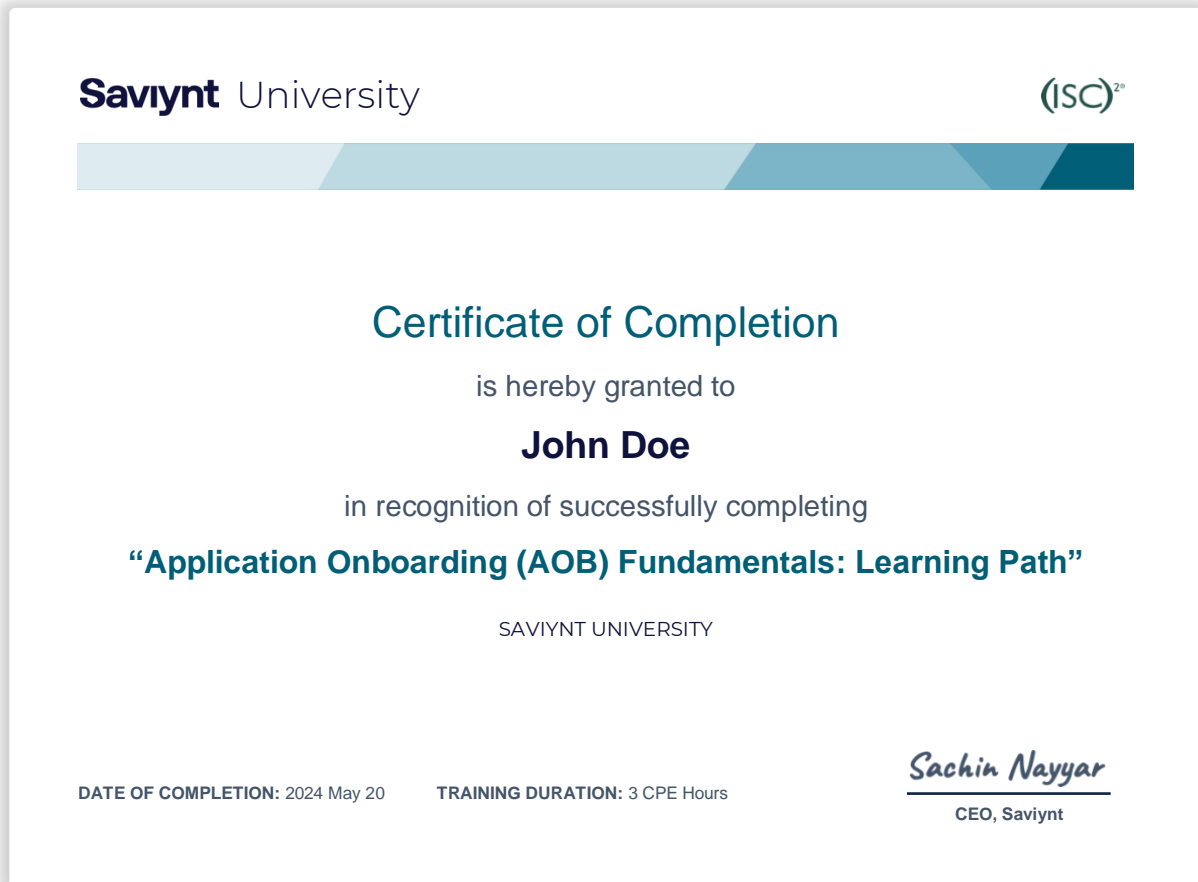 Saviynt University
(ISC)²®
Certificate of Completion
is hereby granted to
John Doe
in recognition of successfully completing
“Application Onboarding (AOB) Fundamentals: Learning Path”
SAVIYNT UNIVERSITY
Sachin Nayyar
DATE OF COMPLETION: 2024 May 20 TRAINING DURATION: 3 CPE Hours
CEO, Saviynt